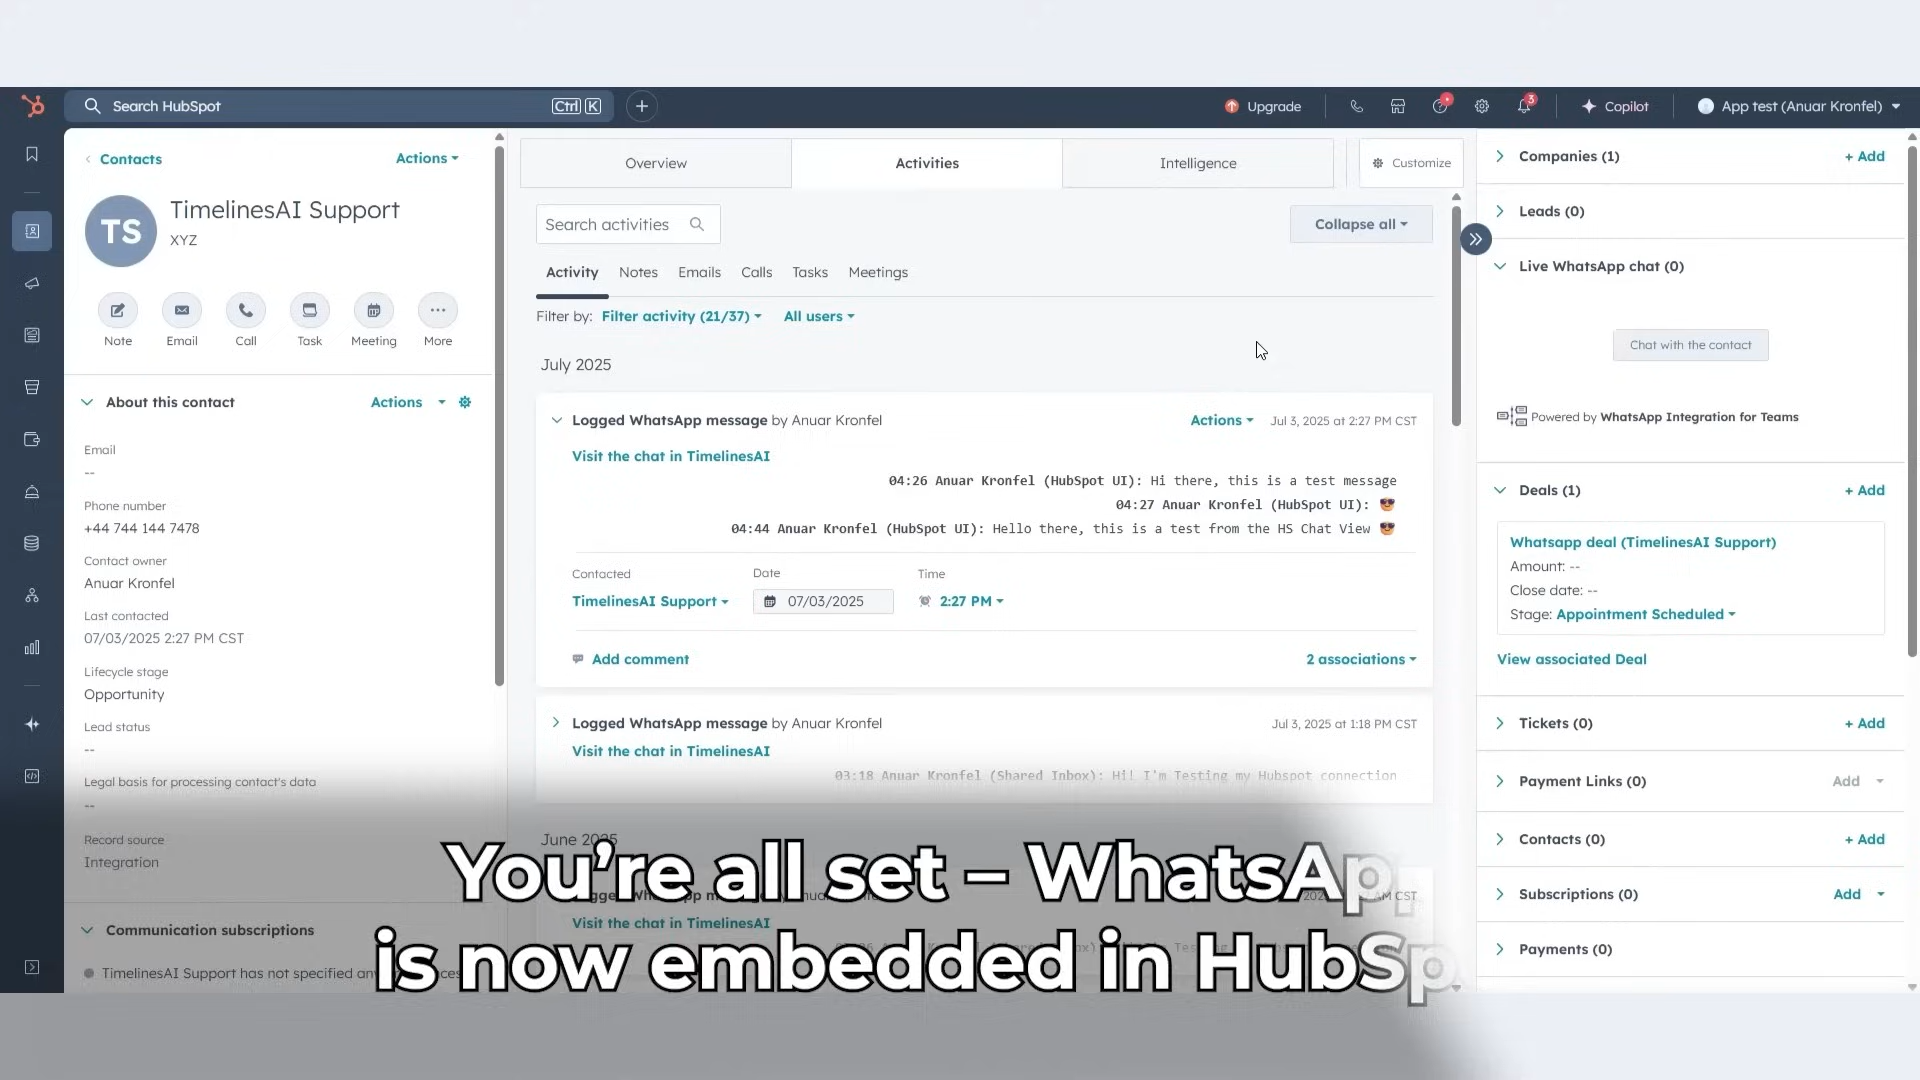 Search HubSpot
Ctrl K
Upgrade
3
Copilot
App test (Anuar Kronfel)
Contacts
Actions
TS
TimelinesAI Support
XYZ
Note
Email
Call
Task
Meeting
More
About this contact
Actions
Email
--
Phone number
+44 744 144 7478
Contact owner
Anuar Kronfel
Last contacted
07/03/2025 2:27 PM CST
Lifecycle stage
Opportunity
Lead status
--
Legal basis for processing contact's data
--
Record source
Integration
Communication subscriptions
TimelinesAI Support has not specified any
Overview
Activities
Intelligence
Customize
Search activities
Collapse all
Activity
Notes
Emails
Calls
Tasks
Meetings
Filter by: Filter activity (21/37) All users
July 2025
Logged WhatsApp message by Anuar Kronfel
Actions
Jul 3, 2025 at 2:27 PM CST
Visit the chat in TimelinesAI
04:26 Anuar Kronfel (HubSpot UI): Hi there, this is a test message
04:27 Anuar Kronfel (HubSpot UI): 😎
04:44 Anuar Kronfel (HubSpot UI): Hello there, this is a test from the HS Chat View 😎
Contacted
Date
Time
TimelinesAI Support
07/03/2025
2:27 PM
Add comment
2 associations
Logged WhatsApp message by Anuar Kronfel
Jul 3, 2025 at 1:18 PM CST
Visit the chat in TimelinesAI
03:18 Anuar Kronfel (Shared Inbox): Hi! I'm Testing my Hubspot connection
June 2025
Visit the chat in TimelinesAI
You're all set – WhatsApp
is now embedded in HubSp
Companies (1)
+ Add
Leads (0)
Live WhatsApp chat (0)
Chat with the contact
Powered by WhatsApp Integration for Teams
Deals (1)
+ Add
Whatsapp deal (TimelinesAI Support)
Amount: --
Close date: --
Stage: Appointment Scheduled
View associated Deal
Tickets (0)
+ Add
Payment Links (0)
Add
Contacts (0)
+ Add
Subscriptions (0)
Add
Payments (0)